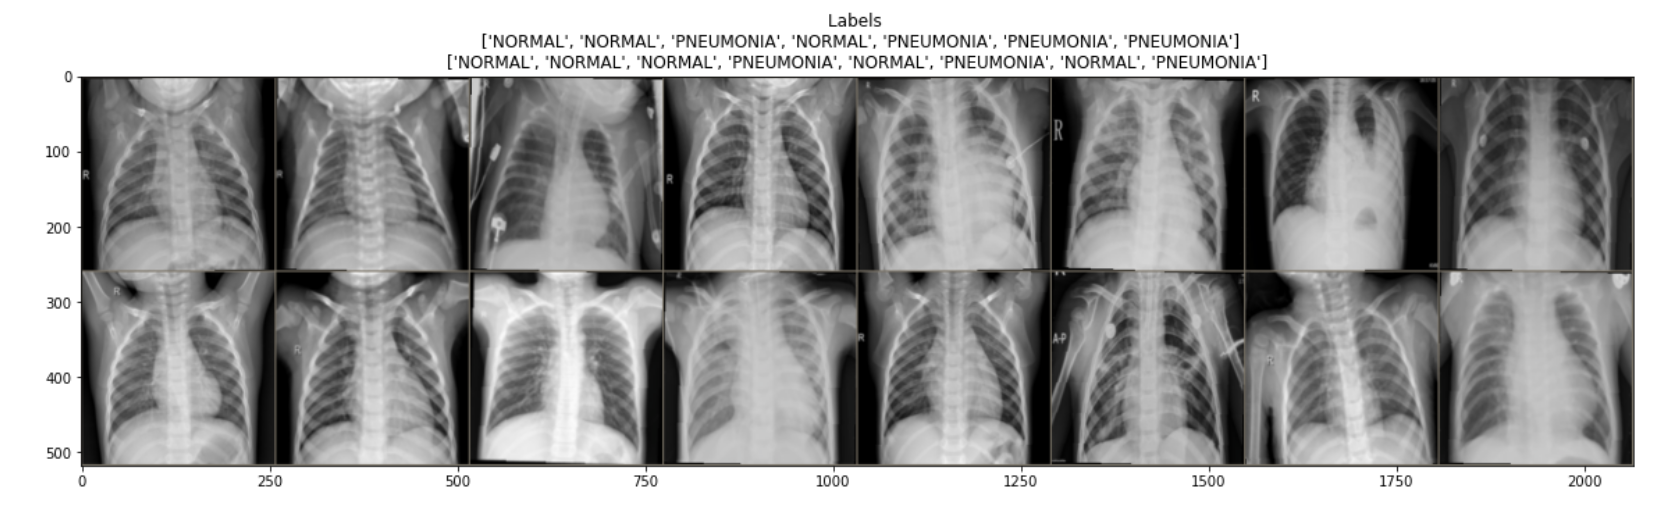 Labels
['NORMAL', 'NORMAL', 'PNEUMONIA', 'NORMAL', 'PNEUMONIA', 'PNEUMONIA', 'PNEUMONIA']
['NORMAL', 'NORMAL', 'NORMAL', 'PNEUMONIA', 'NORMAL', 'PNEUMONIA', 'NORMAL', 'PNEUMONIA']
0
R
R
100
R
R
R
200
300
R
R
R
A-P
R
400
500
0 250 500 750 1000 1250 1500 1750 2000